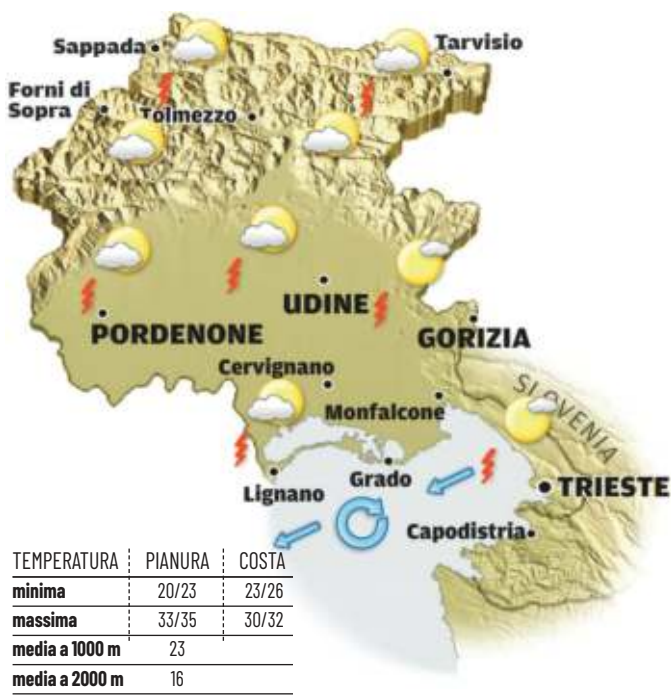 Sappada
Tarvisio
Forni di
Sopra
Tolmezzo
UDINE
PORDENONE
GORIZIA
Cervignano
Monfalcone
SLOVENIA
Lignano
Grado
TRIESTE
Capodistria
TEMPERATURA PIANURA COSTA
minima 20/23 23/26
massima 33/35 30/32
media a 1000 m 23
media a 2000 m 16